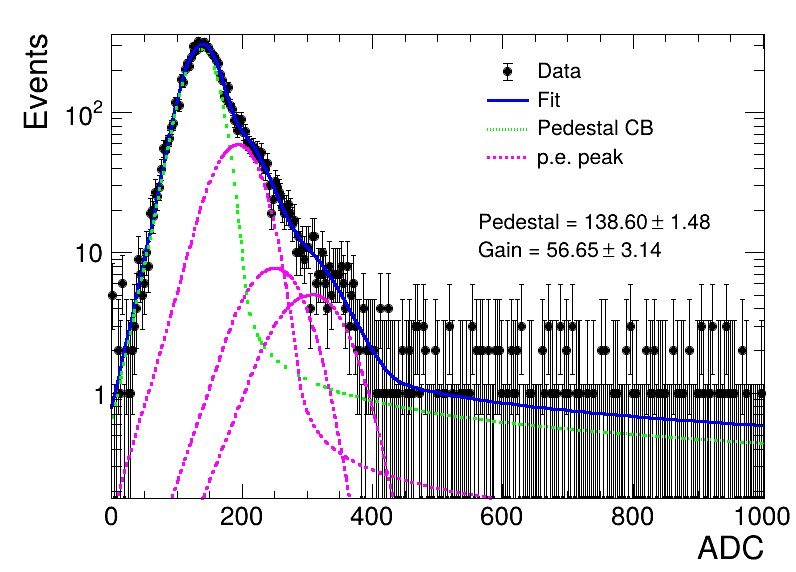 Events
10²
10
1
Data
Fit
Pedestal CB
p.e. peak
Pedestal = 138.60 ± 1.48
Gain = 56.65 ± 3.14
0 200 400 600 800 1000
ADC